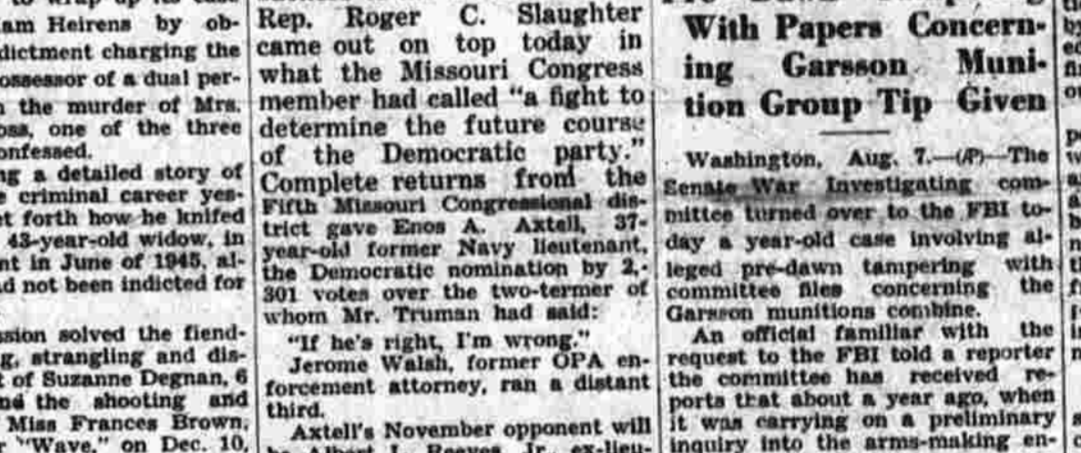 am Heirens by ob-
dictment charging the
ossessor of a dual per-
the murder of Mrs.
oss, one of the three
onfessed.
ng a detailed story of
criminal career yes-
et forth how he knifed
43-year-old widow, in
nt in June of 1945, al-
d not been indicted for
ssion solved the fiend-
g, strangling and dis-
t of Suzanne Degnan, 6
nd the shooting and
Miss Frances Brown,
r "Wave," on Dec. 10,
Rep. Roger C. Slaughter
came out on top today in
what the Missouri Congress
member had called "a fight to
determine the future course
of the Democratic party."
Complete returns from the
Fifth Missouri Congressional dis-
trict gave Enos A. Axtell, 37-
year-old former Navy lieutenant,
the Democratic nomination by 2,-
301 votes over the two-termer of
whom Mr. Truman had said:
"If he's right, I'm wrong."
Jerome Walsh, former OPA en-
forcement attorney, ran a distant
third.
Axtell's November opponent will
be Albert L. Reeves, Jr., ex-lieu-
With Papers Concern-
ing Garsson Muni-
tion Group Tip Given
Washington, Aug. 7.—(AP)—The
Senate War Investigating com-
mittee turned over to the FBI to-
day a year-old case involving al-
leged pre-dawn tampering with
committee files concerning the
Garsson munitions combine.
An official familiar with the
request to the FBI told a reporter
the committee has received re-
ports that about a year ago, when
it was carrying on a preliminary
inquiry into the arms-making en-